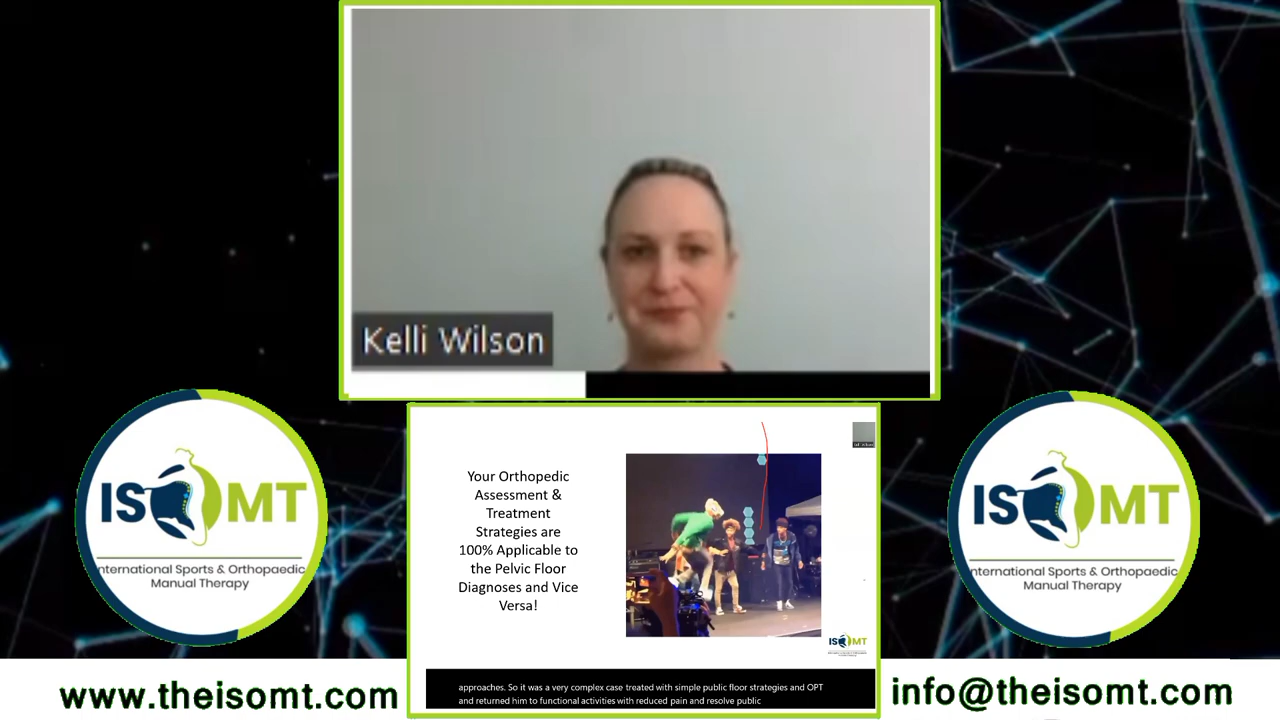 Kelli Wilson
ISOMT
International Sports & Orthopaedic
Manual Therapy
Your Orthopedic
Assessment &
Treatment
Strategies are
100% Applicable to
the Pelvic Floor
Diagnoses and Vice
Versa!
ISOMT
approaches. So it was a very complex case treated with simple public floor strategies and OPT
and returned him to functional activities with reduced pain and resolve public
ISOMT
International Sports & Orthopaedic
Manual Therapy
www.theisomt.com
info@theisomt.com